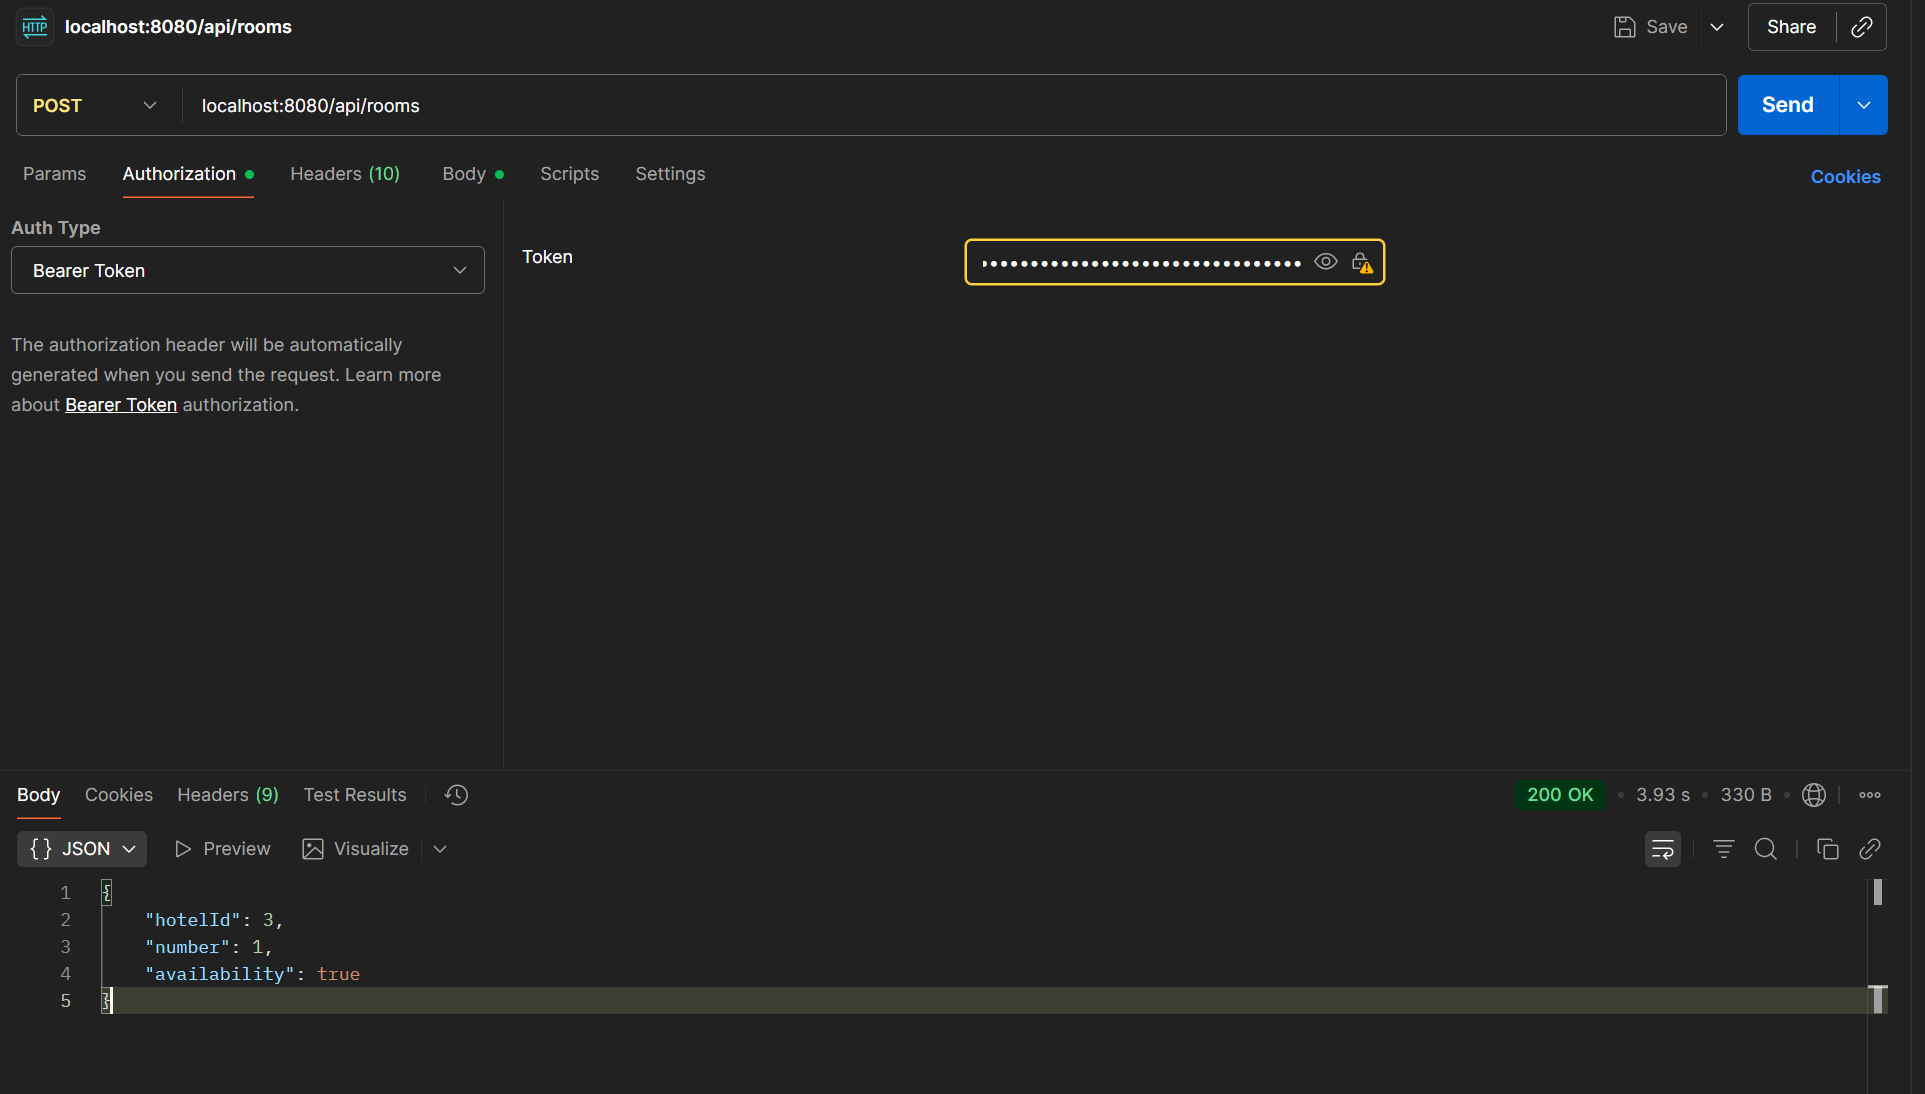 HTTP localhost:8080/api/rooms Save Share
POST localhost:8080/api/rooms Send
Params Authorization Headers (10) Body Scripts Settings Cookies
Auth Type
Bearer Token
Token
The authorization header will be automatically
generated when you send the request. Learn more
about Bearer Token authorization.
Body Cookies Headers (9) Test Results 200 OK • 3.93 s • 330 B
{} JSON Preview Visualize
1 {
2 "hotelId": 3,
3 "number": 1,
4 "availability": true
5 }